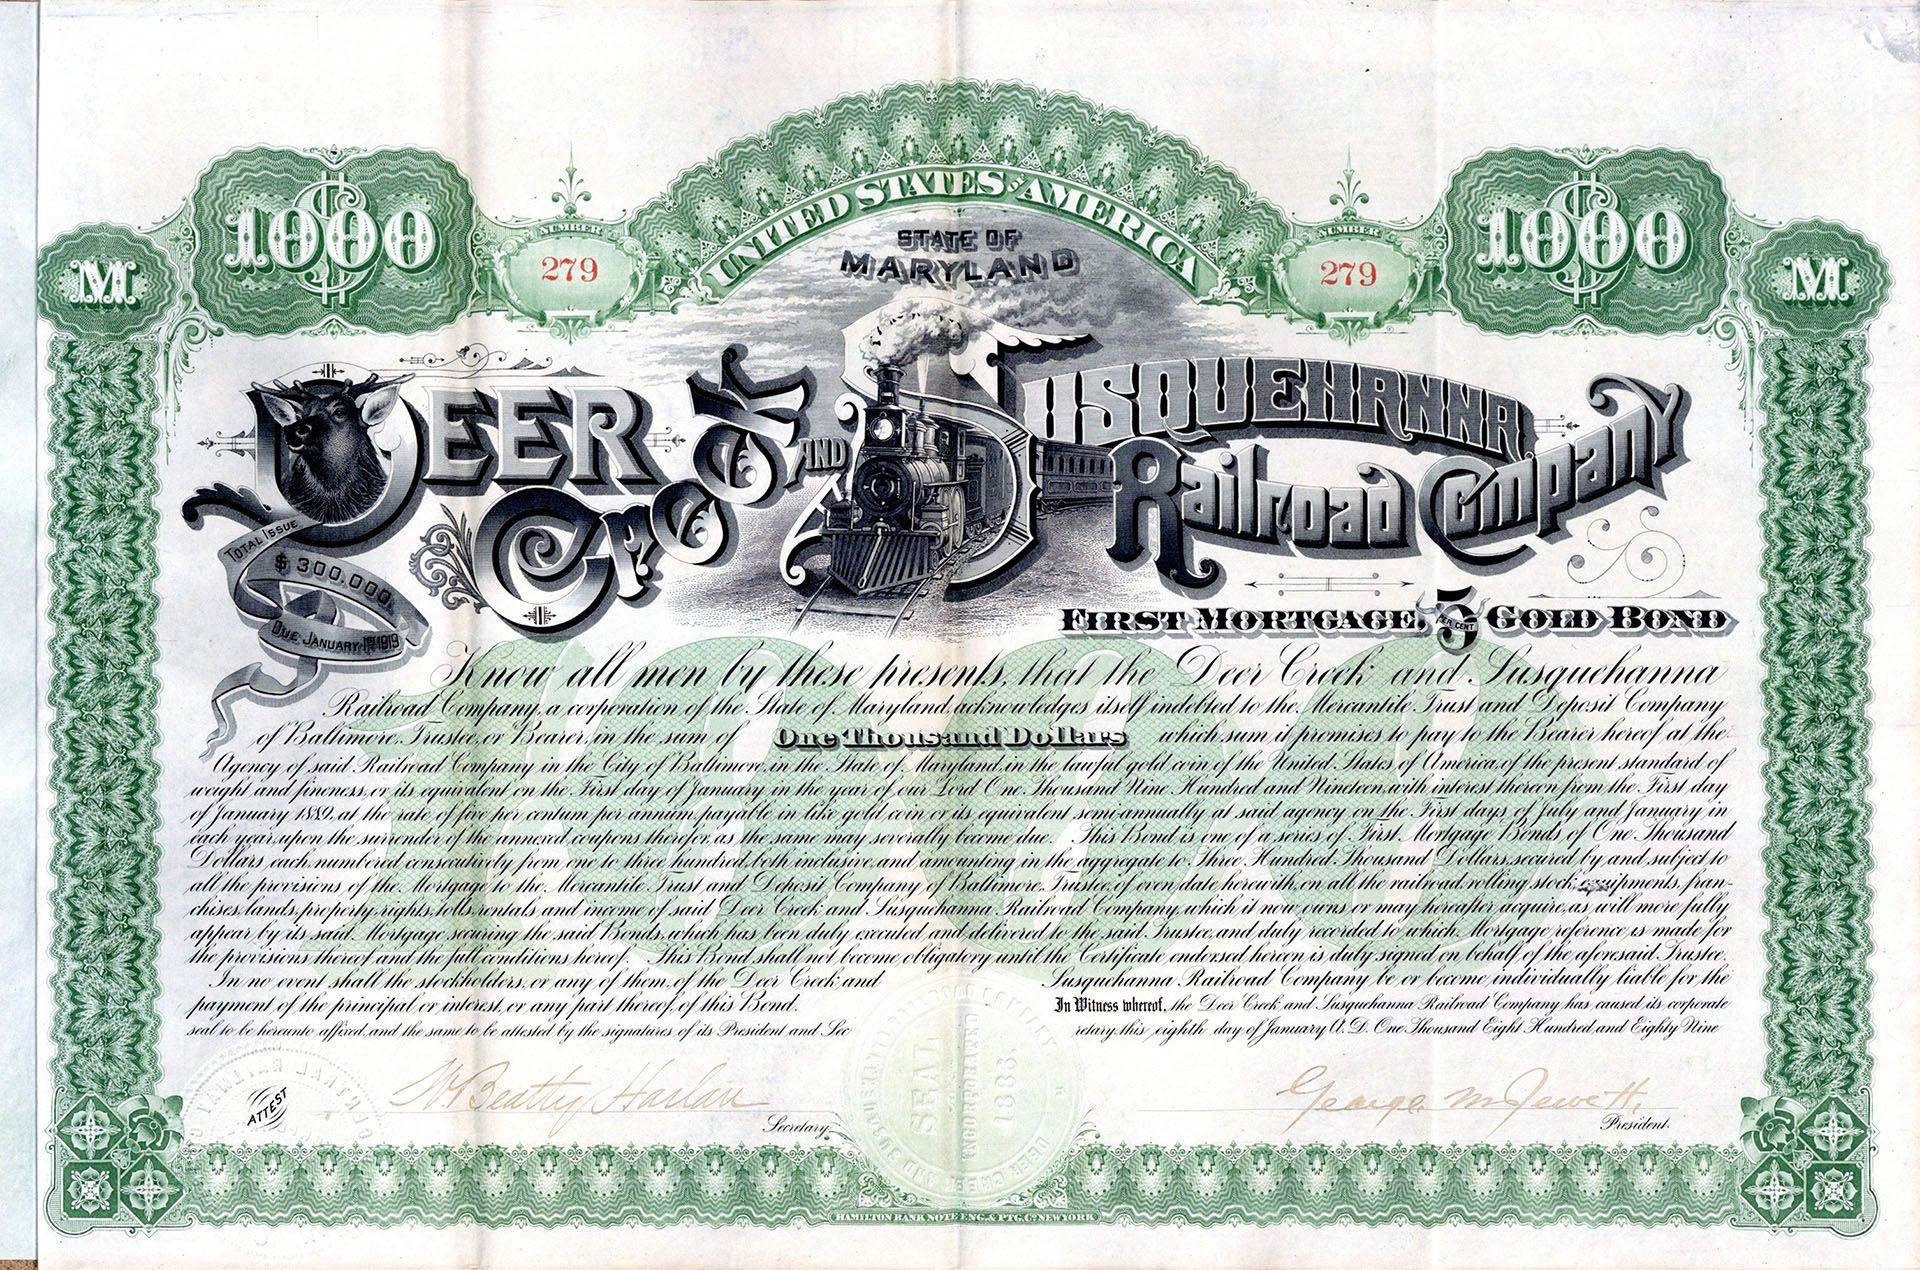 UNITED STATES OF AMERICA
STATE OF
MARYLAND
M
$1000
NUMBER
279
NUMBER
279
$1000
M
DEER CREEK AND SUSQUEHANNA
Railroad Company
TOTAL ISSUE
$300,000.
DUE JANUARY 1ST 1919
FIRST MORTGAGE, 5 PER CENT GOLD BOND
Know all men by these presents, that the Deer Creek and Susquehanna
Railroad Company, a corporation of the State of Maryland, acknowledges itself indebted to the Mercantile Trust and Deposit Company
of Baltimore, Trustee, or Bearer, in the sum of One Thousand Dollars which sum it promises to pay to the Bearer hereof at the
Agency of said Railroad Company in the City of Baltimore, in the State of Maryland, in the lawful gold coin of the United States of America, of the present standard of
weight and fineness, or its equivalent on the First day of January in the year of our Lord One Thousand Nine Hundred and Nineteen, with interest thereon from the First day
of January 1889, at the rate of five per centum per annum, payable in like gold coin or its equivalent semi-annually at said agency on the First days of July and January in
each year, upon the surrender of the annexed coupons therefor, as the same may severally become due. This Bond is one of a series of First Mortgage Bonds of One Thousand
Dollars each, numbered consecutively from one to three hundred, both inclusive, and amounting in the aggregate to Three Hundred Thousand Dollars, secured by and subject to
all the provisions of the Mortgage to the Mercantile Trust and Deposit Company of Baltimore, Trustee, of even date herewith, on all the railroad rolling stock, equipments, fran-
chises, lands, property, rights, tolls, rentals and income of said Deer Creek and Susquehanna Railroad Company, which it now owns or may hereafter acquire, as will more fully
appear by its said Mortgage securing the said Bonds, which has been duly executed and delivered to the said Trustee, and duly recorded to which Mortgage reference is made for
the provisions thereof and the full conditions hereof. This Bond shall not become obligatory until the Certificate endorsed hereon is duly signed on behalf of the aforesaid Trustee.
In no event shall the stockholders, or any of them, of the Deer Creek and Susquehanna Railroad Company be or become individually liable for the
payment of the principal or interest, or any part thereof, of this Bond. In Witness whereof, the Deer Creek and Susquehanna Railroad Company has caused its corporate
seal to be hereunto affixed, and the same to be attested by the signatures of its President and Sec retary, this eighth day of January A. D. One Thousand Eight Hundred and Eighty Nine
ATTEST
W. Beatty Harlan
Secretary
SEAL
1886.
George M. Jewett.
President.
HAMILTON BANK NOTE ENG. & PTG. Co. NEW YORK